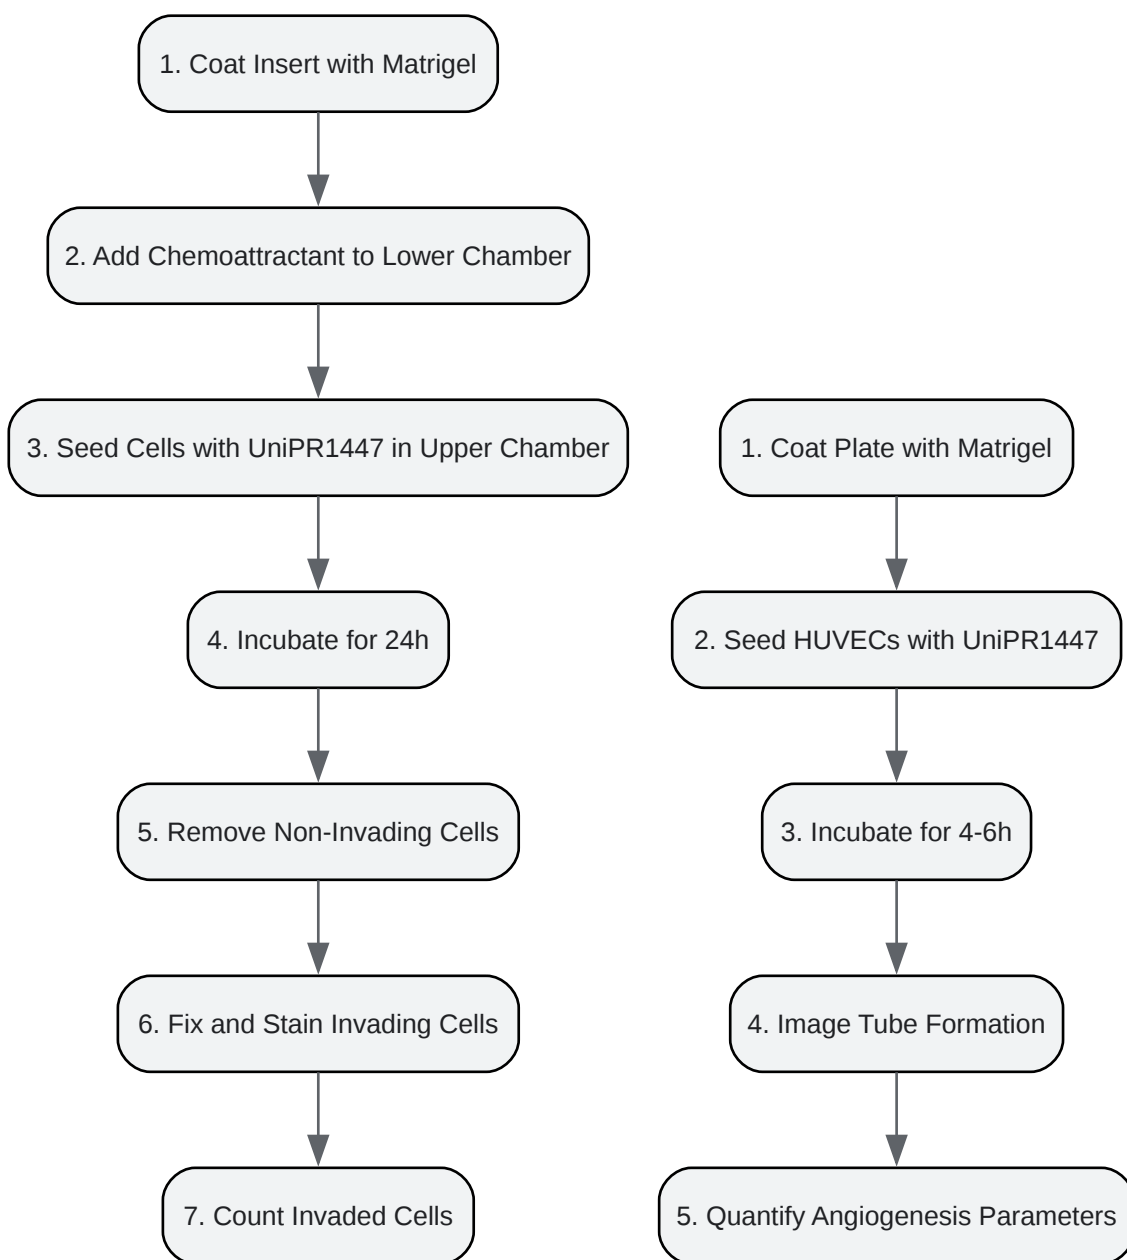 1. Coat Insert with Matrigel
2. Add Chemoattractant to Lower Chamber
3. Seed Cells with UniPR1447 in Upper Chamber
4. Incubate for 24h
5. Remove Non-Invading Cells
6. Fix and Stain Invading Cells
7. Count Invaded Cells
1. Coat Plate with Matrigel
2. Seed HUVECs with UniPR1447
3. Incubate for 4-6h
4. Image Tube Formation
5. Quantify Angiogenesis Parameters